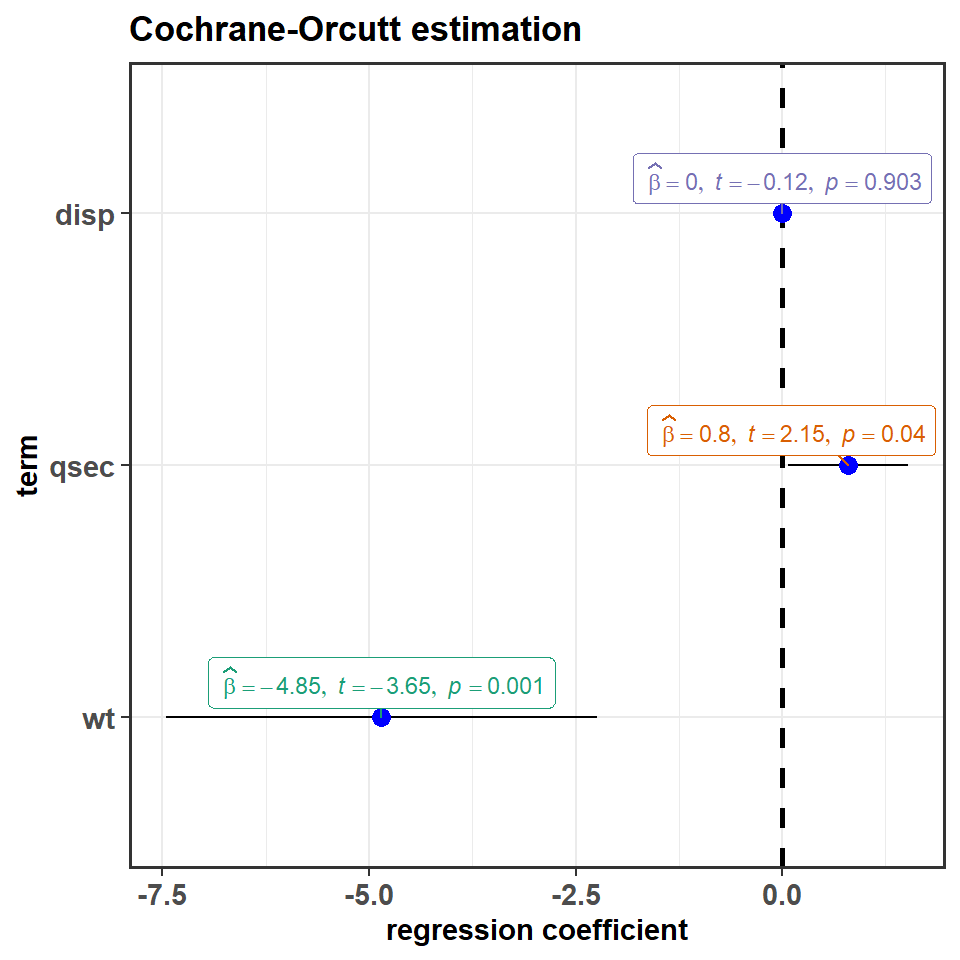 Cochrane-Orcutt estimation
disp
β̂ = 0, t = −0.12, p = 0.903
qsec
β̂ = 0.8, t = 2.15, p = 0.04
wt
β̂ = −4.85, t = −3.65, p = 0.001
term
-7.5 -5.0 -2.5 0.0
regression coefficient